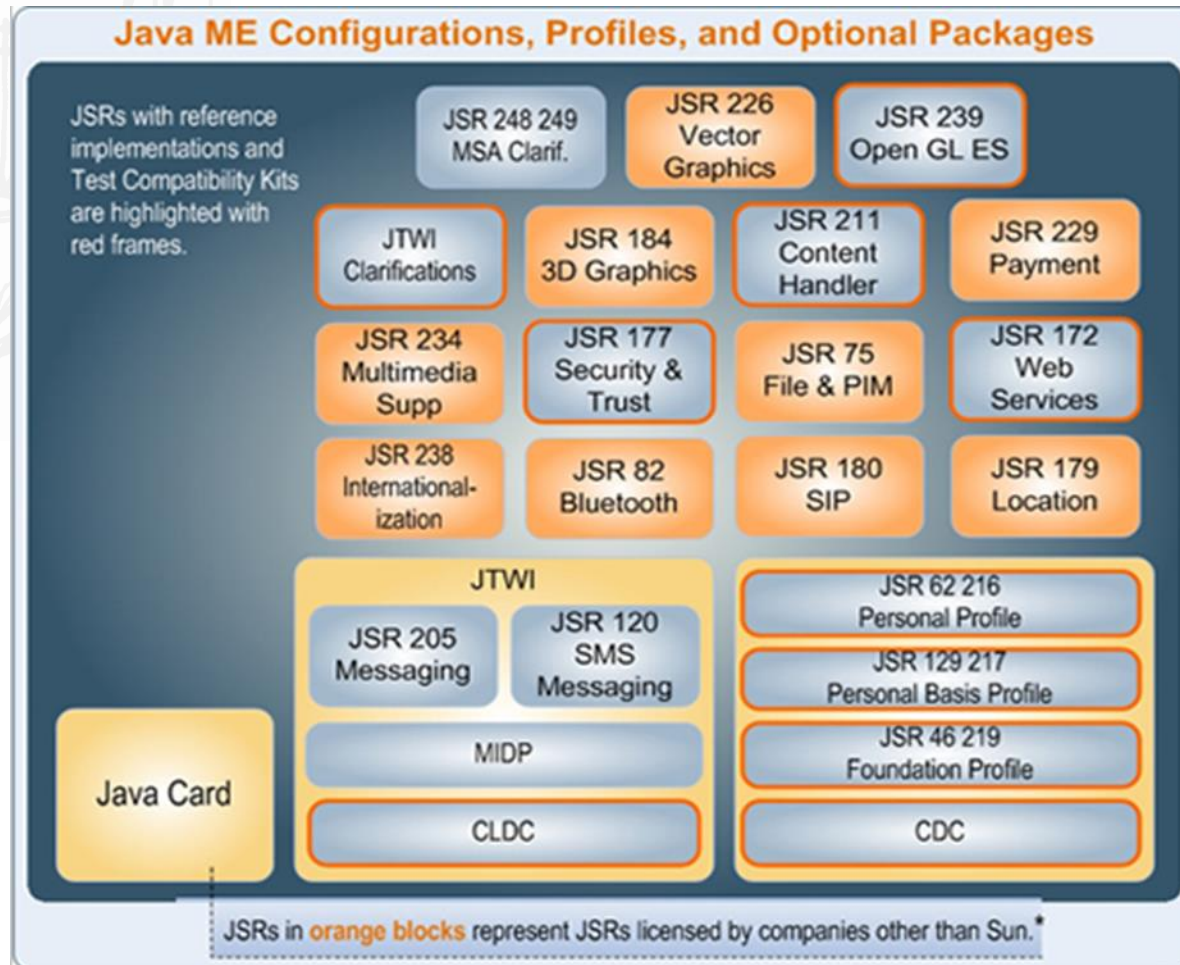 Java ME Configurations, Profiles, and Optional Packages
JSRs with reference
implementations and
Test Compatibility Kits
are highlighted with
red frames.
JSR 248 249
MSA Clarif.
JSR 226
Vector
Graphics
JSR 239
Open GL ES
JTWI
Clarifications
JSR 184
3D Graphics
JSR 211
Content
Handler
JSR 229
Payment
JSR 234
Multimedia
Supp
JSR 177
Security &
Trust
JSR 75
File & PIM
JSR 172
Web
Services
JSR 238
International-
ization
JSR 82
Bluetooth
JSR 180
SIP
JSR 179
Location
JTWI
JSR 205
Messaging
JSR 120
SMS
Messaging
MIDP
CLDC
JSR 62 216
Personal Profile
JSR 129 217
Personal Basis Profile
JSR 46 219
Foundation Profile
CDC
Java Card
JSRs in orange blocks represent JSRs licensed by companies other than Sun.*